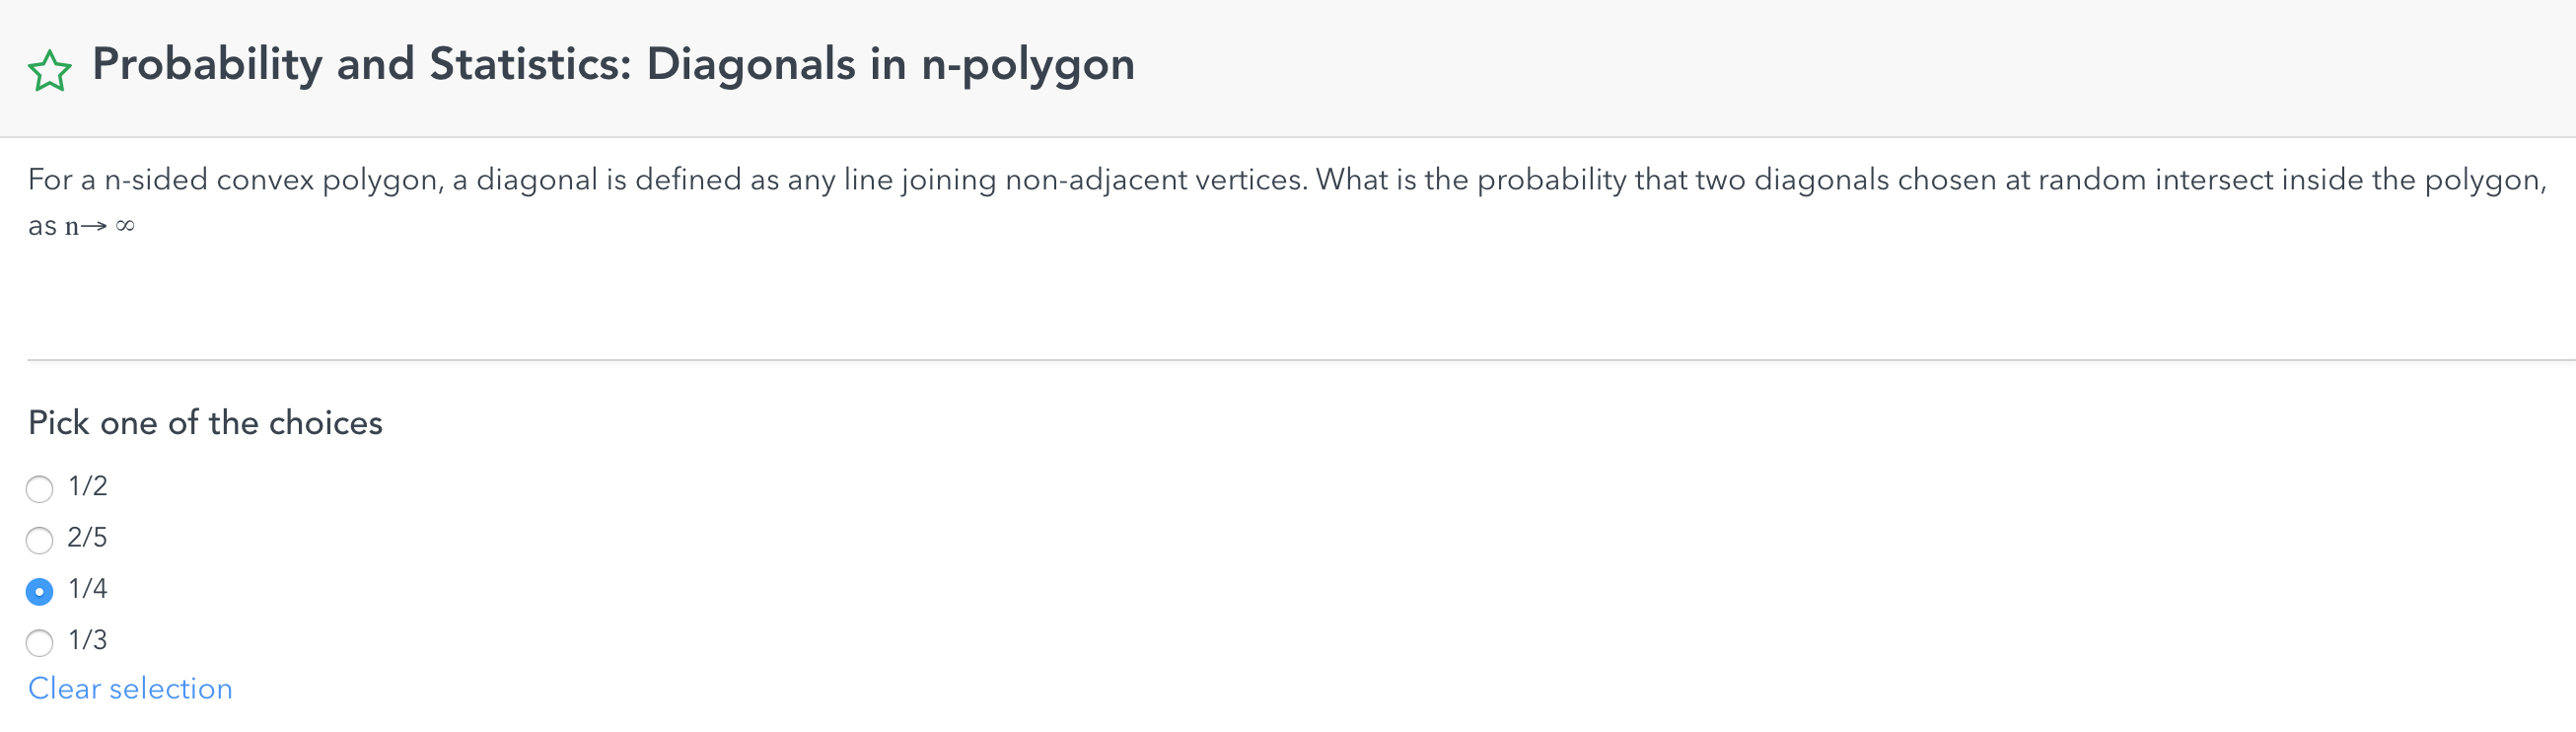 Probability and Statistics: Diagonals in n-polygon
For a n-sided convex polygon, a diagonal is defined as any line joining non-adjacent vertices. What is the probability that two diagonals chosen at random intersect inside the polygon,
as n→ ∞
Pick one of the choices
1/2
2/5
1/4
1/3
Clear selection